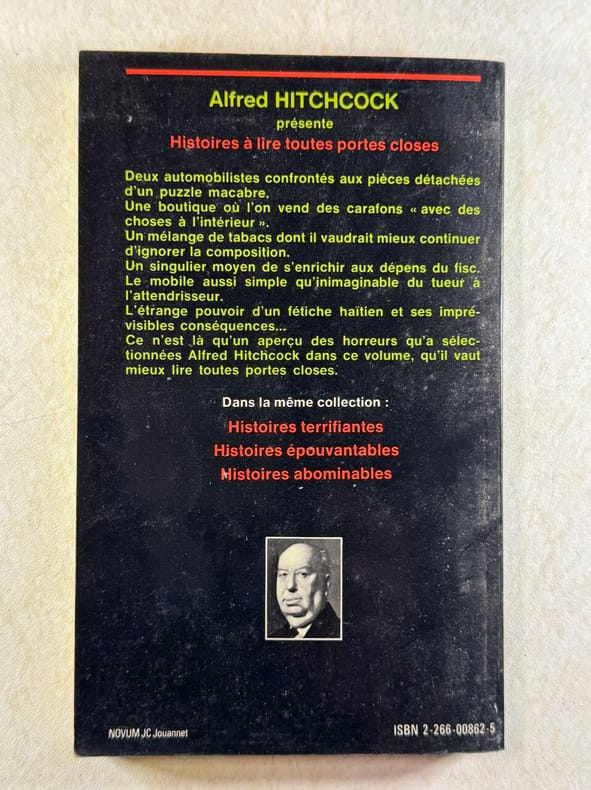 Alfred HITCHCOCK
présente
Histoires à lire toutes portes closes
Deux automobilistes confrontés aux pièces détachées
d'un puzzle macabre.
Une boutique où l'on vend des carafons « avec des
choses à l'intérieur ».
Un mélange de tabacs dont il vaudrait mieux continuer
d'ignorer la composition.
Un singulier moyen de s'enrichir aux dépens du fisc.
Le mobile aussi simple qu'inimaginable du tueur à
l'attendrisseur.
L'étrange pouvoir d'un fétiche haïtien et ses impré-
visibles conséquences...
Ce n'est là qu'un aperçu des horreurs qu'a sélec-
tionnées Alfred Hitchcock dans ce volume, qu'il vaut
mieux lire toutes portes closes.
Dans la même collection :
Histoires terrifiantes
Histoires épouvantables
Histoires abominables
NOVUM JC Jouannet
ISBN 2-266-00862-5